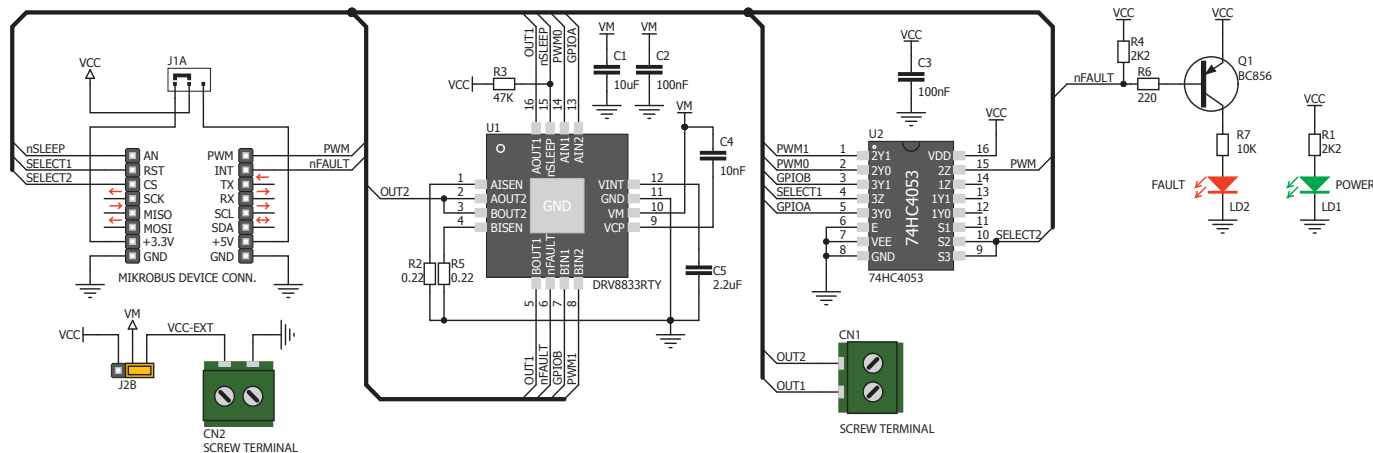 VCC
J1A
nSLEEP
SELECT1
SELECT2
AN
RST
CS
SCK
MISO
MOSI
+3.3V
GND
PWM
INT
TX
RX
SCL
SDA
+5V
GND
PWM
nFAULT
MIKROBUS DEVICE CONN.
VCC
VM
VCC-EXT
J2B
CN2
SCREW TERMINAL
OUT1
nSLEEP
PWM0
GPIOA
VCC
R3
47K
16
15
14
13
VM
C1
10uF
VM
C2
100nF
VM
C4
10nF
U1
AOUT1
nSLEEP
AIN1
AIN2
1
2
3
4
AISEN
AOUT2
BOUT2
BISEN
GND
VINT
GND
VM
VCP
12
11
10
9
BOUT1
nFAULT
BIN1
BIN2
DRV8833RTY
OUT2
R2
0.22
R5
0.22
C5
2.2uF
5
6
7
8
OUT1
nFAULT
GPIOB
PWM1
VCC
C3
100nF
VCC
U2
PWM1
PWM0
GPIOB
SELECT1
GPIOA
1
2
3
4
5
6
7
8
2Y1
2Y0
3Y1
3Z
3Y0
E
VEE
GND
74HC4053
VDD
2Z
1Z
1Y1
1Y0
S1
S2
S3
16
15
14
13
12
11
10
9
PWM
SELECT2
74HC4053
CN1
OUT2
OUT1
SCREW TERMINAL
nFAULT
VCC
R4
2K2
R6
220
VCC
Q1
BC856
R7
10K
FAULT
LD2
VCC
R1
2K2
POWER
LD1